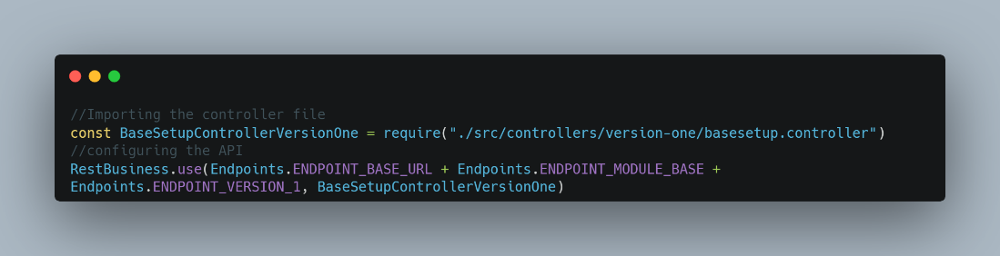 //Importing the controller file
const BaseSetupControllerVersionOne = require("./src/controllers/version-one/basesetup.controller")
//configuring the API
RestBusiness.use(Endpoints.ENDPOINT_BASE_URL + Endpoints.ENDPOINT_MODULE_BASE +
Endpoints.ENDPOINT_VERSION_1, BaseSetupControllerVersionOne)